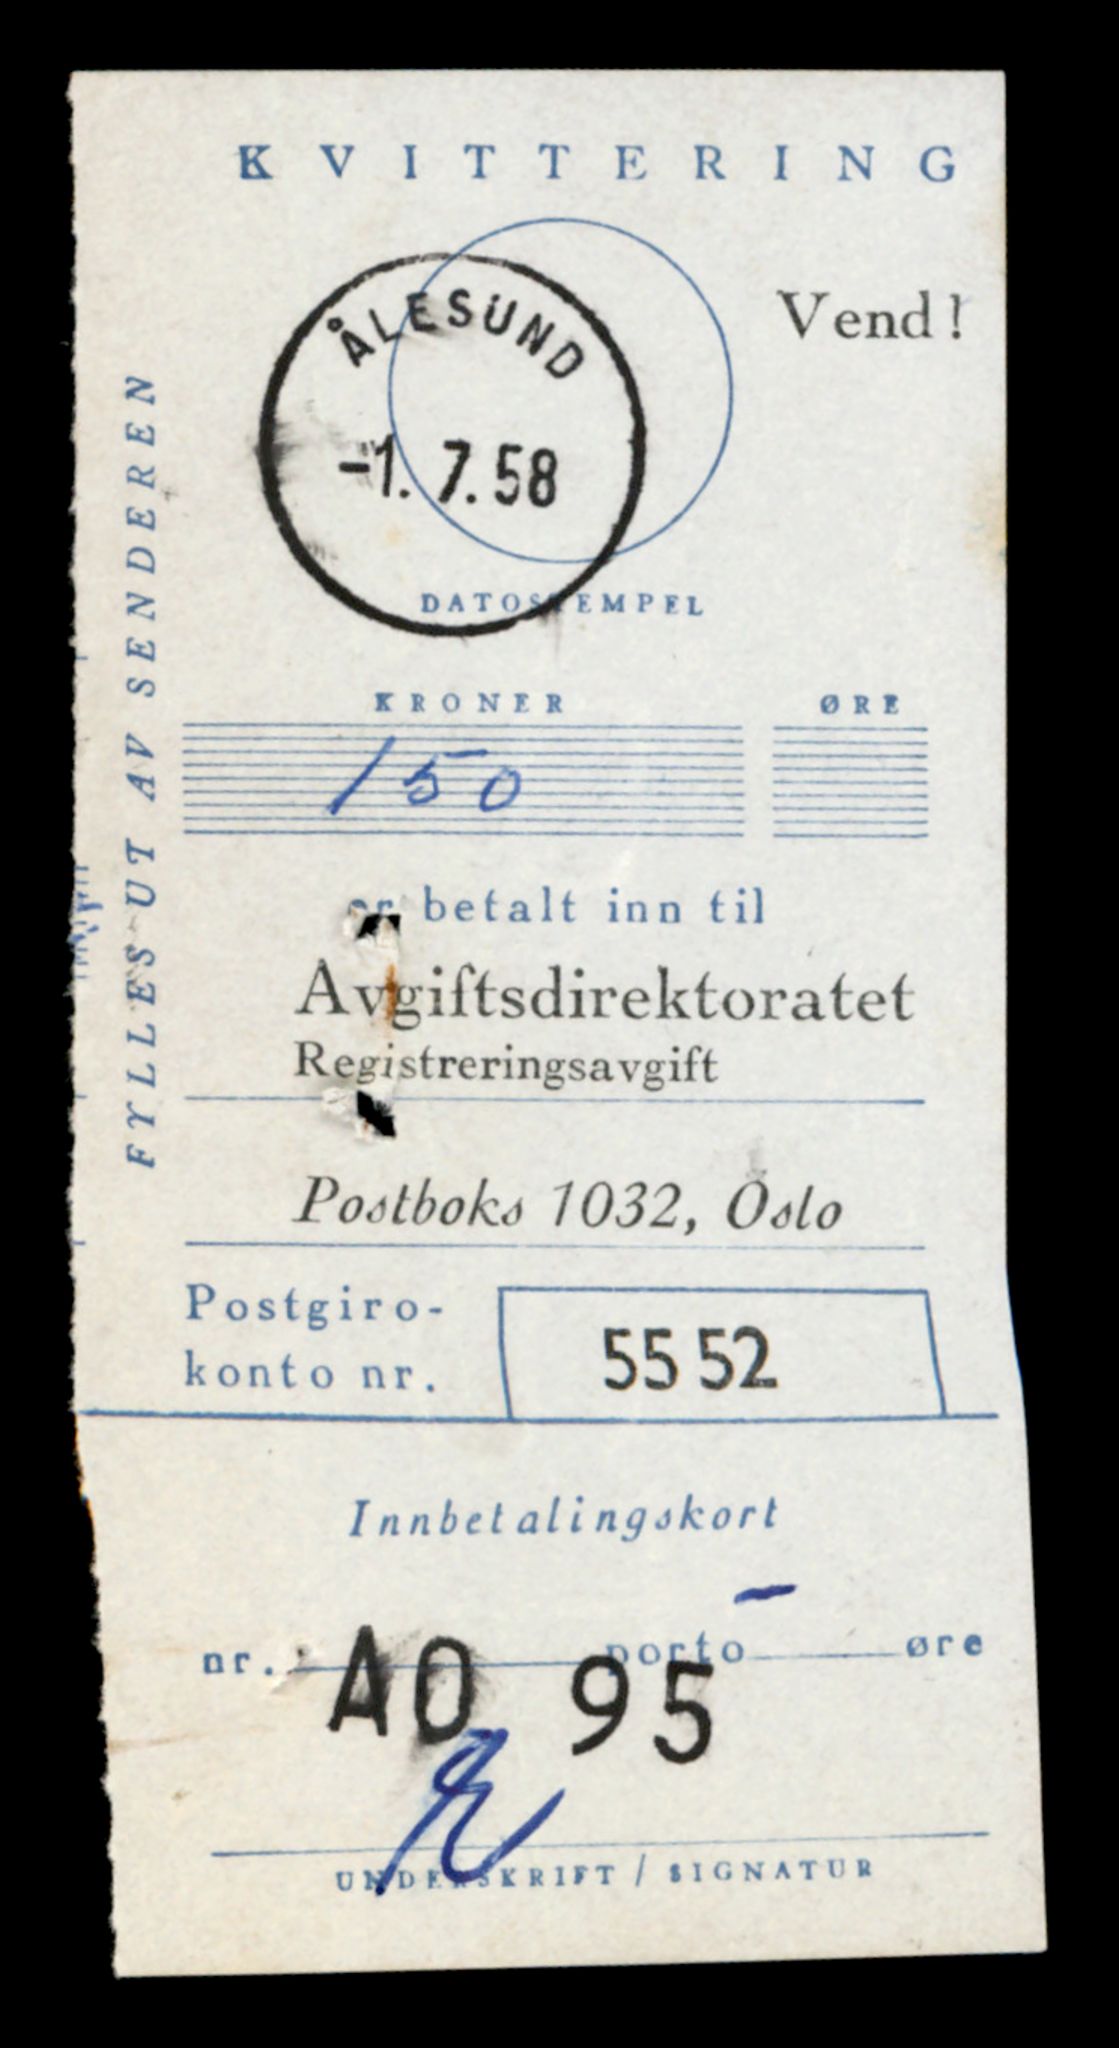 KVITTERING
ÅLESUND
Vend!
-1. 7. 58
DATOSTEMPEL
FYLLES UT AV SENDEREN
KRONER ØRE
150
er betalt inn til
Avgiftsdirektoratet
Registreringsavgift
Postboks 1032, Oslo
Postgiro-
konto nr.
55 52
Innbetalingskort
-
nr. porto øre
AO 95
UNDERSKRIFT / SIGNATUR